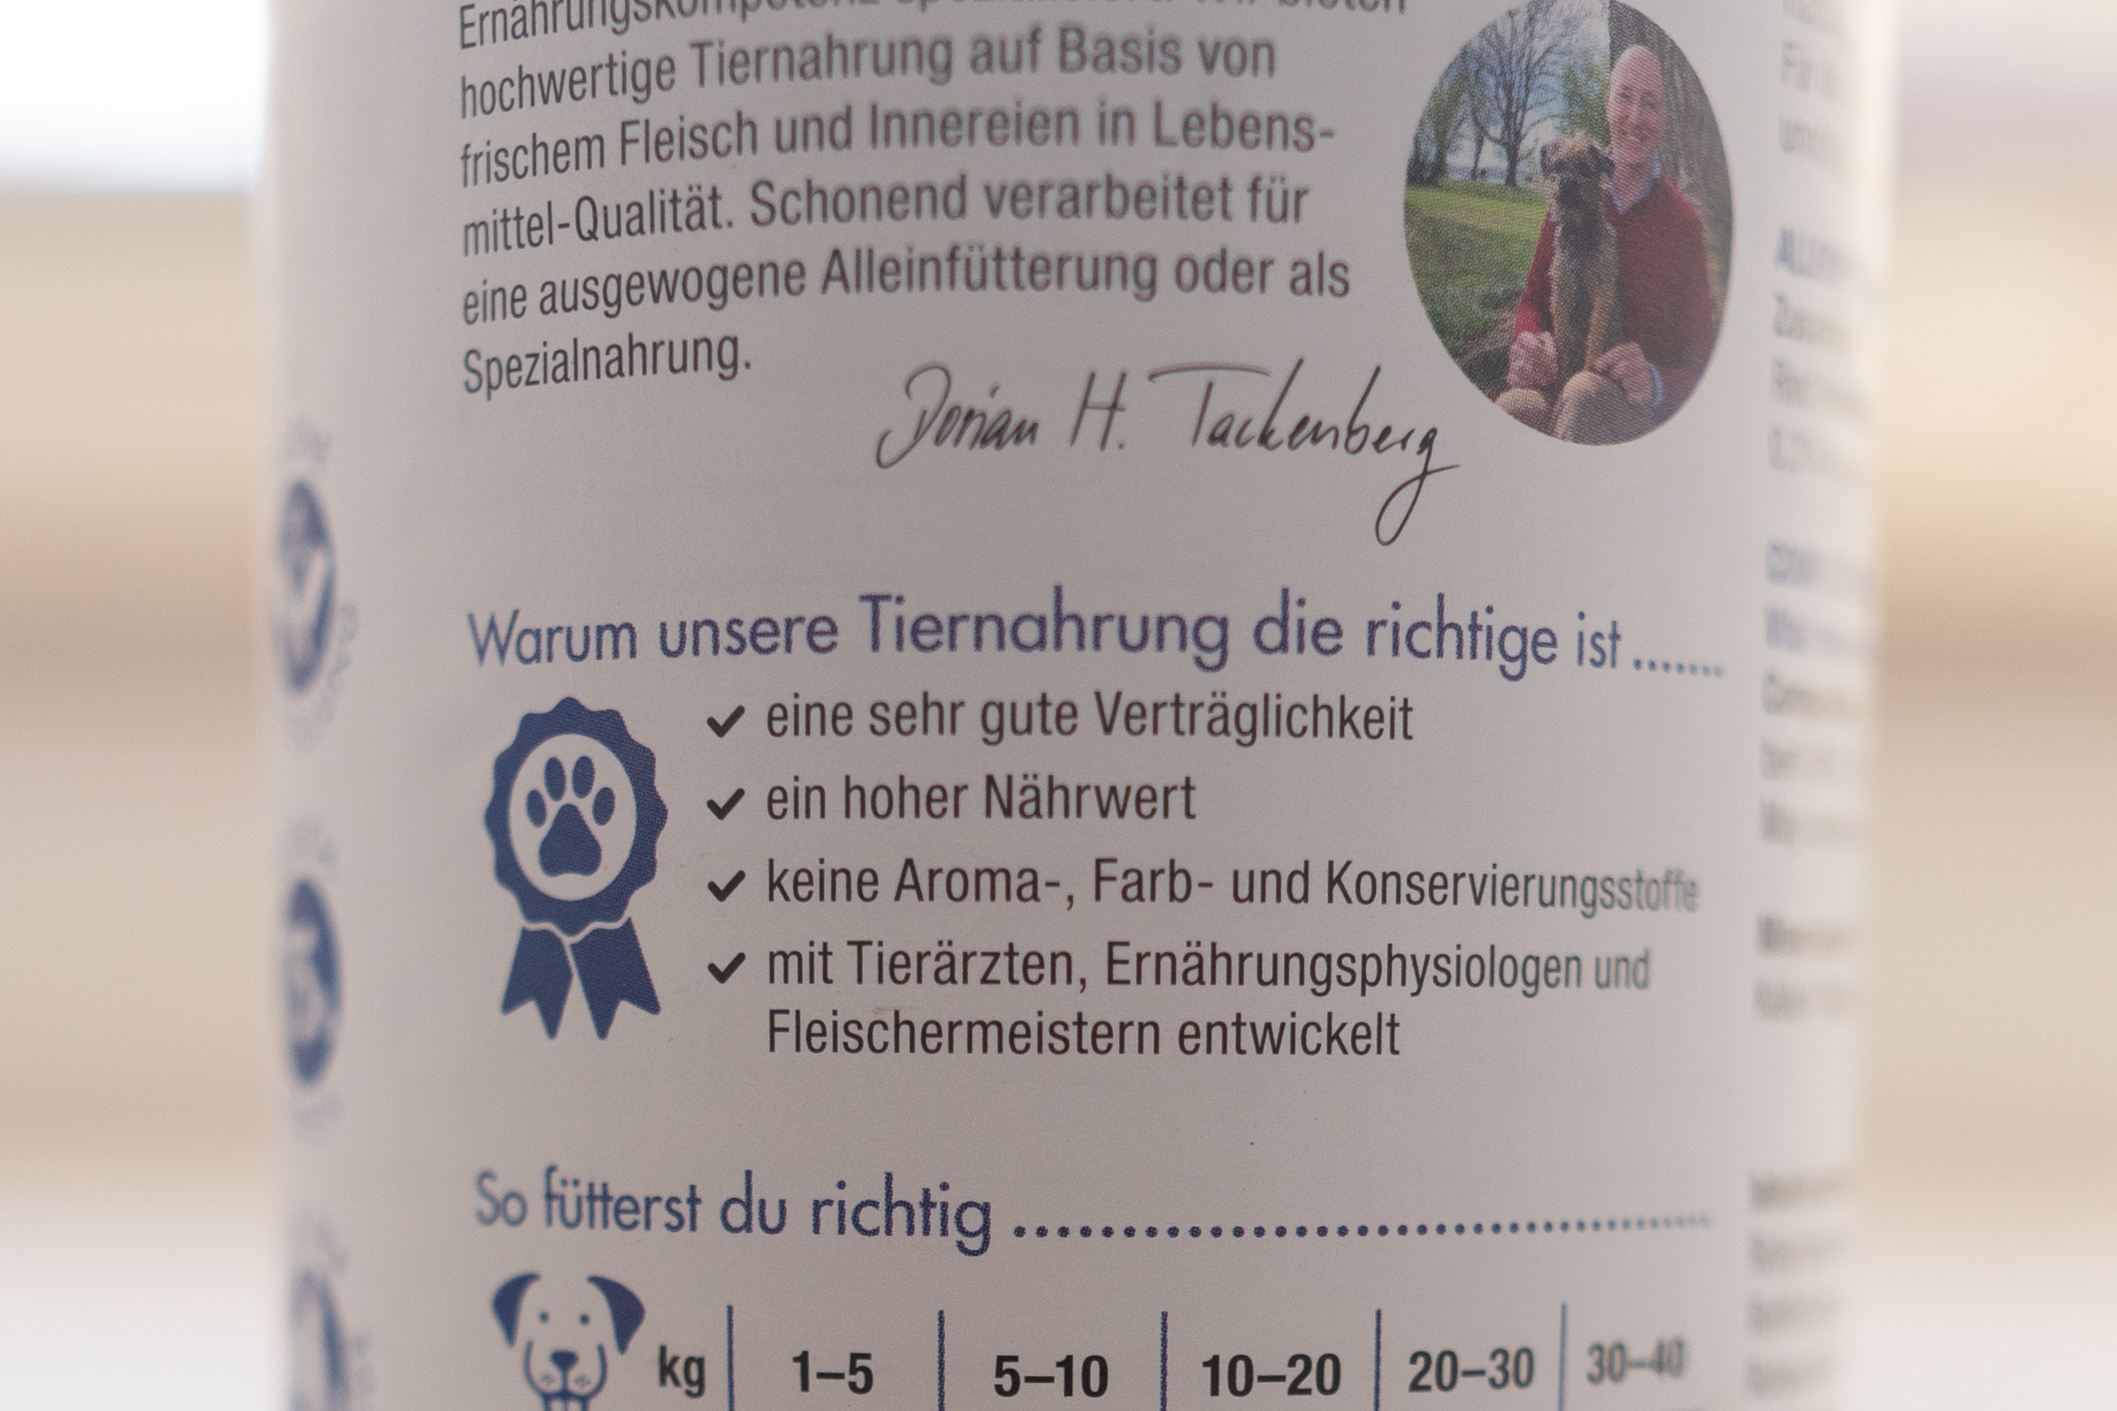 Ernährungskompetenz
hochwertige Tiernahrung auf Basis von
frischem Fleisch und Innereien in Lebens-
mittel-Qualität. Schonend verarbeitet für
eine ausgewogene Alleinfütterung oder als
Spezialnahrung.
Dorian H. Tackenberg
Warum unsere Tiernahrung die richtige ist.......
eine sehr gute Verträglichkeit
ein hoher Nährwert
keine Aroma-, Farb- und Konservierungsstoffe
mit Tierärzten, Ernährungsphysiologen und
Fleischermeistern entwickelt
So fütterst du richtig ................................
kg 1–5 5–10 10–20 20–30 30–40